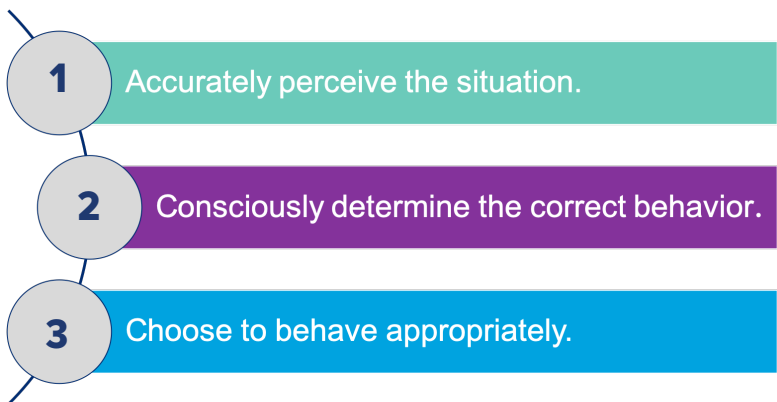 1
Accurately perceive the situation.
2
Consciously determine the correct behavior.
3
Choose to behave appropriately.